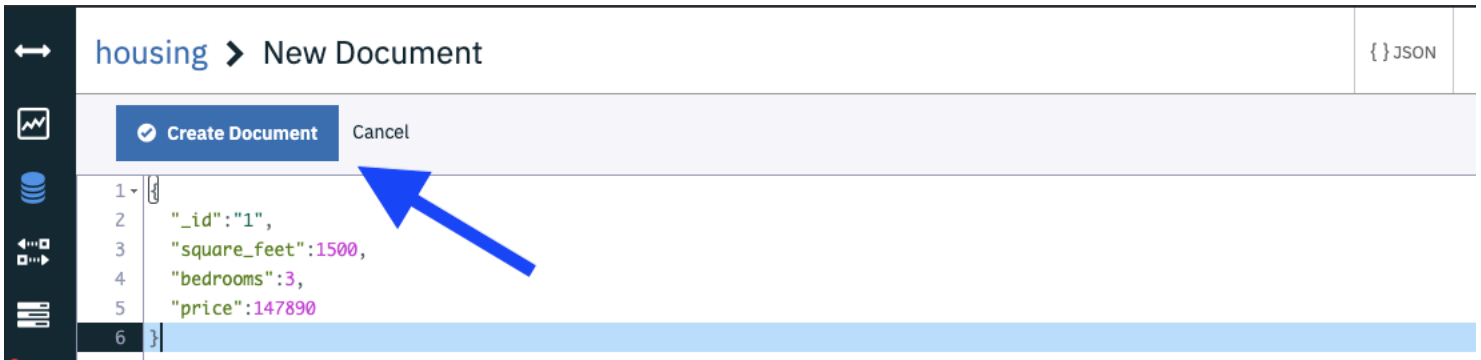 housing > New Document
{ } JSON
Create Document Cancel
1 {
2 "_id":"1",
3 "square_feet":1500,
4 "bedrooms":3,
5 "price":147890
6 }